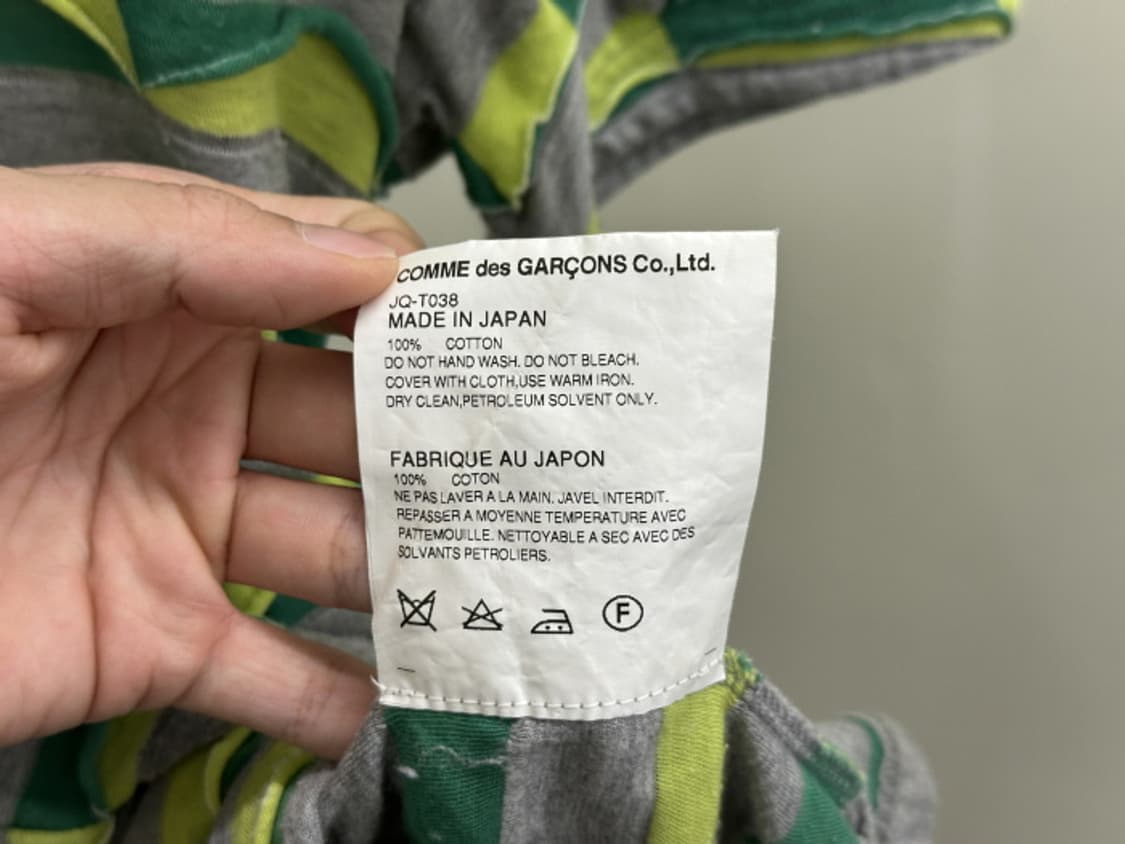 COMME des GARÇONS Co.,Ltd.
JQ-T038
MADE IN JAPAN
100% COTTON
DO NOT HAND WASH. DO NOT BLEACH.
COVER WITH CLOTH,USE WARM IRON.
DRY CLEAN,PETROLEUM SOLVENT ONLY.
FABRIQUE AU JAPON
100% COTON
NE PAS LAVER A LA MAIN. JAVEL INTERDIT.
REPASSER A MOYENNE TEMPERATURE AVEC
PATTEMOUILLE. NETTOYABLE A SEC AVEC DES
SOLVANTS PETROLIERS.
F